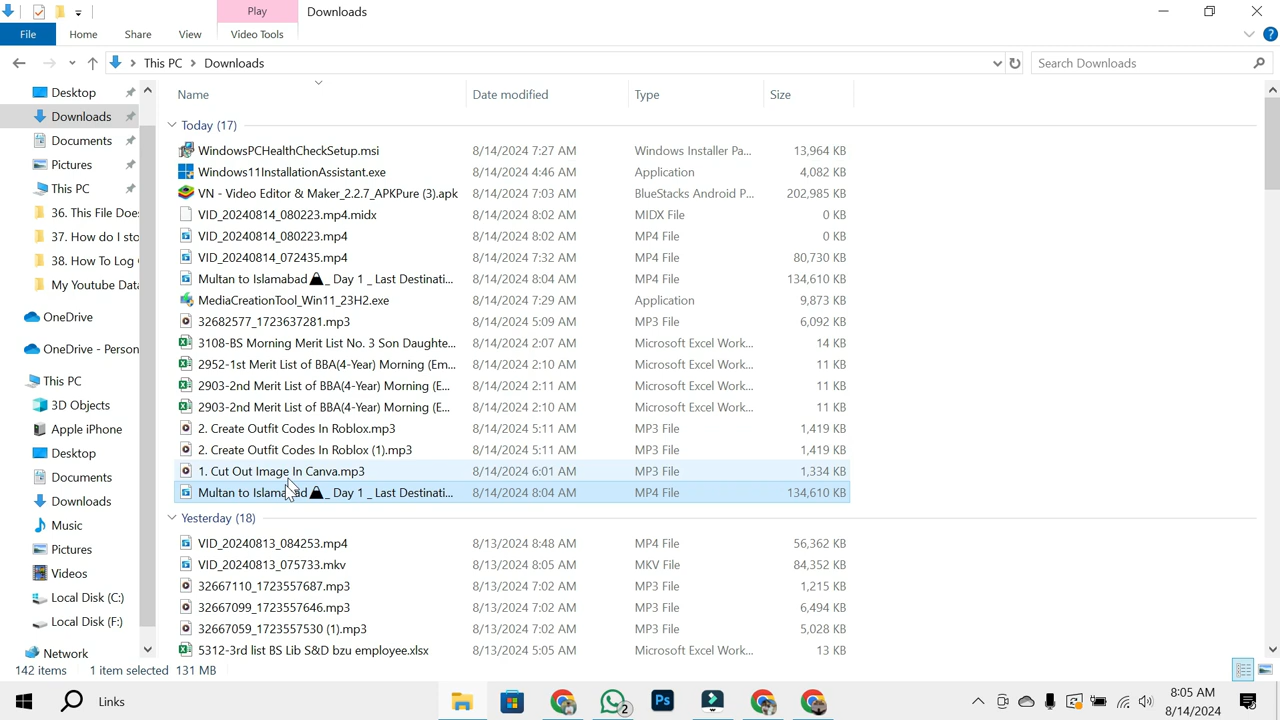 Play
Downloads
File
Home
Share
View
Video Tools
This PC
Downloads
Search Downloads
Name
Date modified
Type
Size
Desktop
Downloads
Documents
Pictures
This PC
36. This File Does
37. How do I sto
38. How To Log
My Youtube Data
OneDrive
OneDrive - Person
This PC
3D Objects
Apple iPhone
Desktop
Documents
Downloads
Music
Pictures
Videos
Local Disk (C:)
Local Disk (F:)
Network
Today (17)
WindowsPCHealthCheckSetup.msi 8/14/2024 7:27 AM Windows Installer Pa... 13,964 KB
Windows11InstallationAssistant.exe 8/14/2024 4:46 AM Application 4,082 KB
VN - Video Editor & Maker_2.2.7_APKPure (3).apk 8/14/2024 7:03 AM BlueStacks Android P... 202,985 KB
VID_20240814_080223.mp4.midx 8/14/2024 8:02 AM MIDX File 0 KB
VID_20240814_080223.mp4 8/14/2024 8:02 AM MP4 File 0 KB
VID_20240814_072435.mp4 8/14/2024 7:32 AM MP4 File 80,730 KB
Multan to Islamabad⛰_ Day 1 _ Last Destinati... 8/14/2024 8:04 AM MP4 File 134,610 KB
MediaCreationTool_Win11_23H2.exe 8/14/2024 7:29 AM Application 9,873 KB
32682577_1723637281.mp3 8/14/2024 5:09 AM MP3 File 6,092 KB
3108-BS Morning Merit List No. 3 Son Daughte... 8/14/2024 2:07 AM Microsoft Excel Work... 14 KB
2952-1st Merit List of BBA(4-Year) Morning (Em... 8/14/2024 2:10 AM Microsoft Excel Work... 11 KB
2903-2nd Merit List of BBA(4-Year) Morning (E... 8/14/2024 2:11 AM Microsoft Excel Work... 11 KB
2903-2nd Merit List of BBA(4-Year) Morning (E... 8/14/2024 2:10 AM Microsoft Excel Work... 11 KB
2. Create Outfit Codes In Roblox.mp3 8/14/2024 5:11 AM MP3 File 1,419 KB
2. Create Outfit Codes In Roblox (1).mp3 8/14/2024 5:11 AM MP3 File 1,419 KB
1. Cut Out Image In Canva.mp3 8/14/2024 6:01 AM MP3 File 1,334 KB
Multan to Islamabad⛰_ Day 1 _ Last Destinati... 8/14/2024 8:04 AM MP4 File 134,610 KB
Yesterday (18)
VID_20240813_084253.mp4 8/13/2024 8:48 AM MP4 File 56,362 KB
VID_20240813_075733.mkv 8/13/2024 8:05 AM MKV File 84,352 KB
32667110_1723557687.mp3 8/13/2024 7:02 AM MP3 File 1,215 KB
32667099_1723557646.mp3 8/13/2024 7:02 AM MP3 File 6,494 KB
32667059_1723557530 (1).mp3 8/13/2024 7:02 AM MP3 File 5,028 KB
5312-3rd list BS Lib S&D bzu employee.xlsx 8/13/2024 5:05 AM Microsoft Excel Work... 13 KB
142 items 1 item selected 131 MB
Links
2
Ps
8:05 AM
8/14/2024